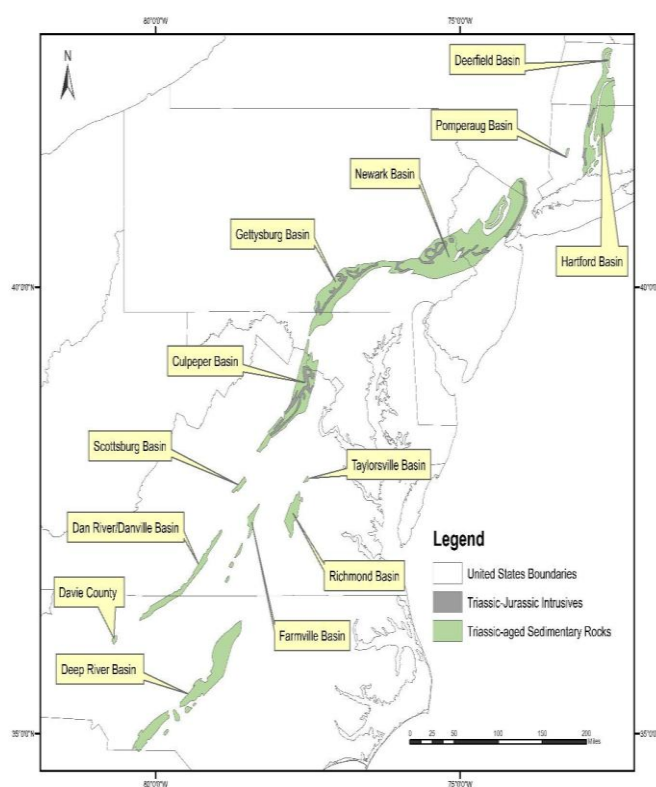 80°0'0"W
75°0'0"W
N
Deerfield Basin
Pomperaug Basin
Newark Basin
Gettysburg Basin
Hartford Basin
40°0'0"N
40°0'0"N
Culpeper Basin
Scottsburg Basin
Taylorsville Basin
Dan River/Danville Basin
Richmond Basin
Davie County
Farmville Basin
Deep River Basin
Legend
United States Boundaries
Triassic-Jurassic Intrusives
Triassic-aged Sedimentary Rocks
35°0'0"N
35°0'0"N
0 25 50 100 150 200
Miles
80°0'0"W
75°0'0"W